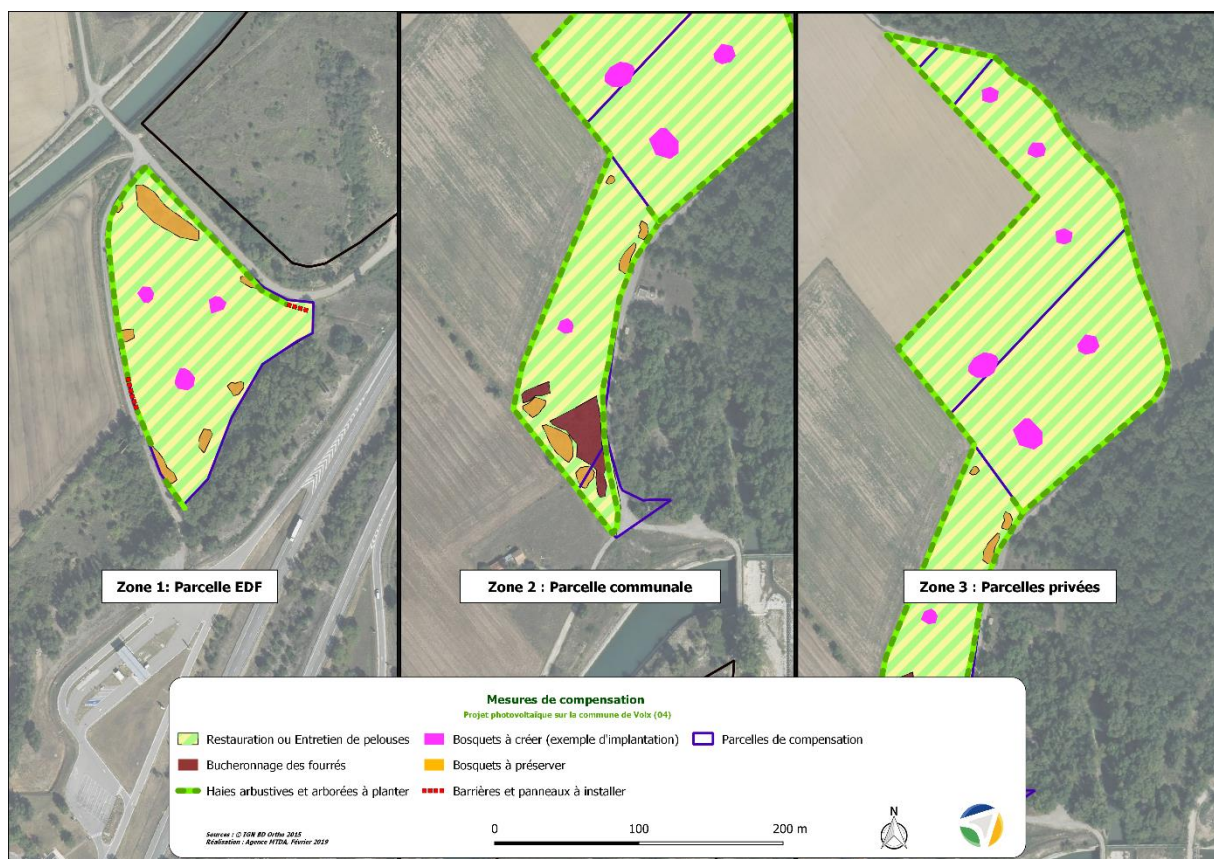 Zone 1: Parcelle EDF
Zone 2 : Parcelle communale
Zone 3 : Parcelles privées
Mesures de compensation
Projet photovoltaïque sur la commune de Volx (04)
Restauration ou Entretien de pelouses
Bucheronnage des fourrés
Haies arbustives et arborées à planter
Bosquets à créer (exemple d'implantation)
Bosquets à préserver
Barrières et panneaux à installer
Parcelles de compensation
Sources : © IGN BD Ortho 2015
Réalisation : Agence MTDA, Février 2019
0 100 200 m
N